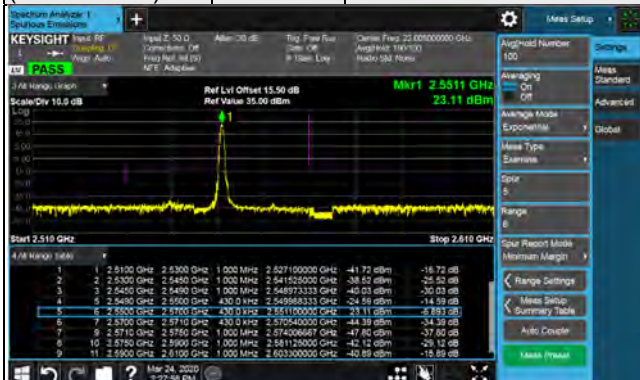 Spectrum Analyzer 1
Spurious Emissions
Meas Setup
KEYSIGHT Input: RF
Coupling: DC
Align: Auto
Input Z: 50 Ω
Corrections: Off
Freq Ref: Int (S)
NFE: Adaptive
Atten: 30 dB
Trig: Free Run
Gate: Off
IF Gain: Low
Center Freq: 22.005000000 GHz
Avg|Hold: 100/100
Radio Std: None
PASS
3 All Range Graph
Scale/Div 10.0 dB
Log
Ref Lvl Offset 15.50 dB
Ref Value 35.00 dBm
Mkr1 2.5511 GHz
23.11 dBm
1
Start 2.510 GHz
Stop 2.610 GHz
4 All Range Table
1 1 2.5100 GHz 2.5300 GHz 1.000 MHz 2.527100000 GHz -41.72 dBm -16.72 dB
2 2 2.5300 GHz 2.5450 GHz 1.000 MHz 2.541525000 GHz -38.52 dBm -25.52 dB
3 4 2.5450 GHz 2.5490 GHz 1.000 MHz 2.548973333 GHz -40.03 dBm -30.03 dB
4 5 2.5490 GHz 2.5500 GHz 430.0 kHz 2.549968333 GHz -24.59 dBm -14.59 dB
5 6 2.5500 GHz 2.5700 GHz 430.0 kHz 2.551100000 GHz 23.11 dBm -6.893 dB
6 7 2.5700 GHz 2.5710 GHz 430.0 kHz 2.570540000 GHz -44.39 dBm -34.39 dB
8 9 2.5710 GHz 2.5750 GHz 1.000 MHz 2.574006667 GHz -47.80 dBm -37.80 dB
8 10 2.5750 GHz 2.5900 GHz 1.000 MHz 2.581125000 GHz -42.12 dBm -29.12 dB
9 11 2.5900 GHz 2.6100 GHz 1.000 MHz 2.603300000 GHz -40.89 dBm -15.89 dB
Avg|Hold Number
100
Averaging
On
Off
Average Mode
Exponential
Meas Type
Examine
Spur
5
Range
6
Spur Report Mode
Minimum Margin
Range Settings
Meas Setup
Summary Table
Auto Couple
Meas Preset
Settings
Meas
Standard
Advanced
Global
Mar 24, 2020
2:27:56 PM